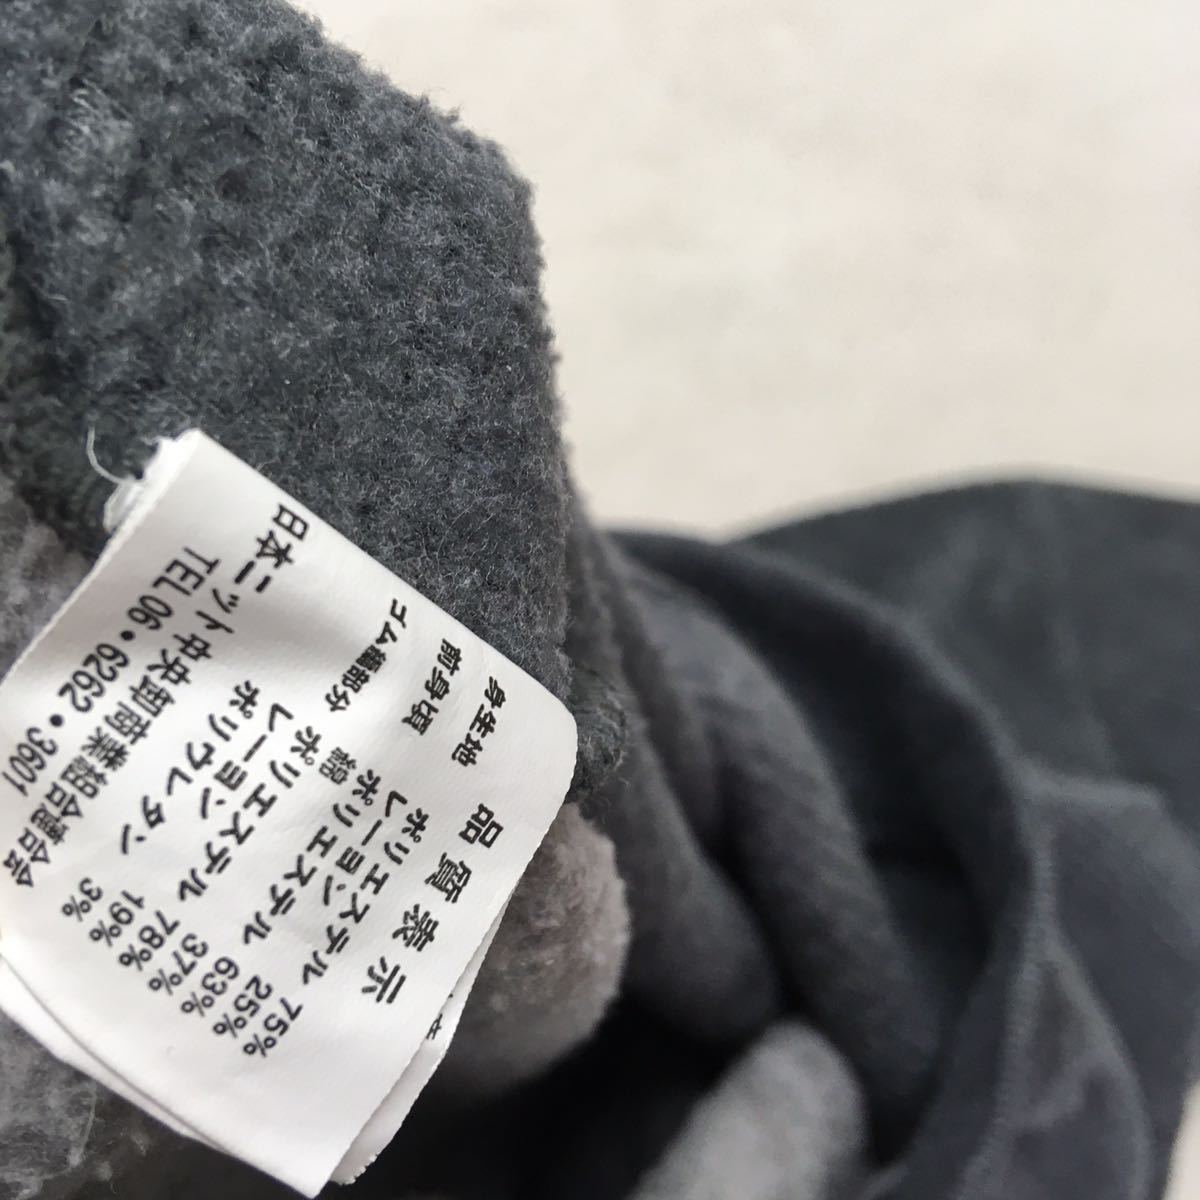 品質表示
身生地 ポリエステル 75%
レーヨン 25%
前身頃 ポリエステル 63%
綿 37%
ゴム編部分 ポリエステル 78%
レーヨン 19%
ポリウレタン 3%
日本ニット中央卸商業組合連合会
TEL 06・6262・3601